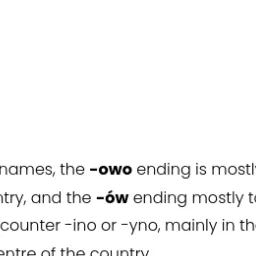 names, the -owo ending is mostly
ntry, and the -ów ending mostly
counter -ino or -yno, mainly in the
entre of the country